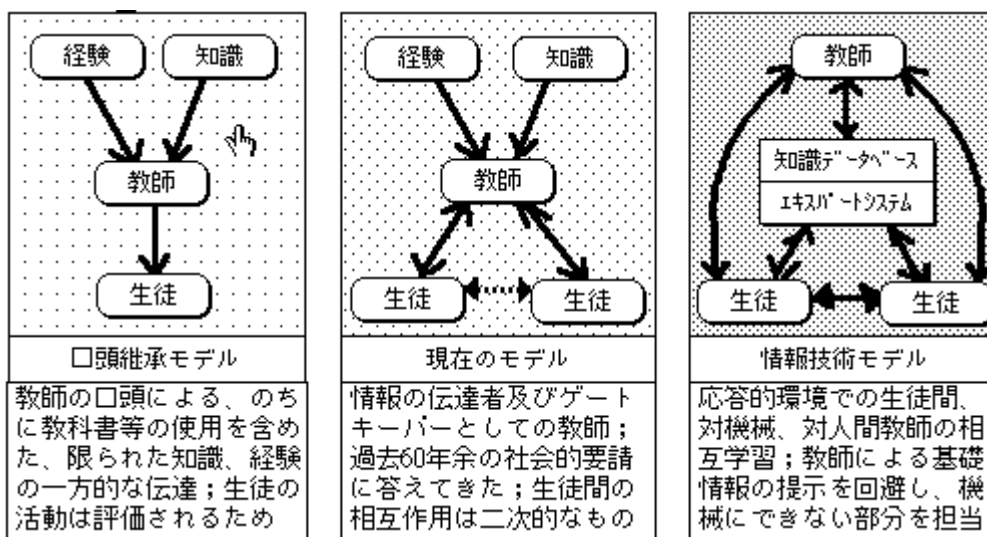 経験
知識
教師
生徒
口頭継承モデル
教師の口頭による、のち
に教科書等の使用を含め
た、限られた知識、経験
の一方的な伝達；生徒の
活動は評価されるため
経験
知識
教師
生徒
生徒
現在のモデル
情報の伝達者及びゲート
キーパーとしての教師；
過去60年余の社会的要請
に答えてきた；生徒間の
相互作用は二次的なもの
教師
知識ﾃﾞｰﾀﾍﾞｰｽ
ｴｷｽﾊﾟｰﾄｼｽﾃﾑ
生徒
生徒
情報技術モデル
応答的環境での生徒間、
対機械、対人間教師の相
互学習；教師による基礎
情報の提示を回避し、機
械にできない部分を担当